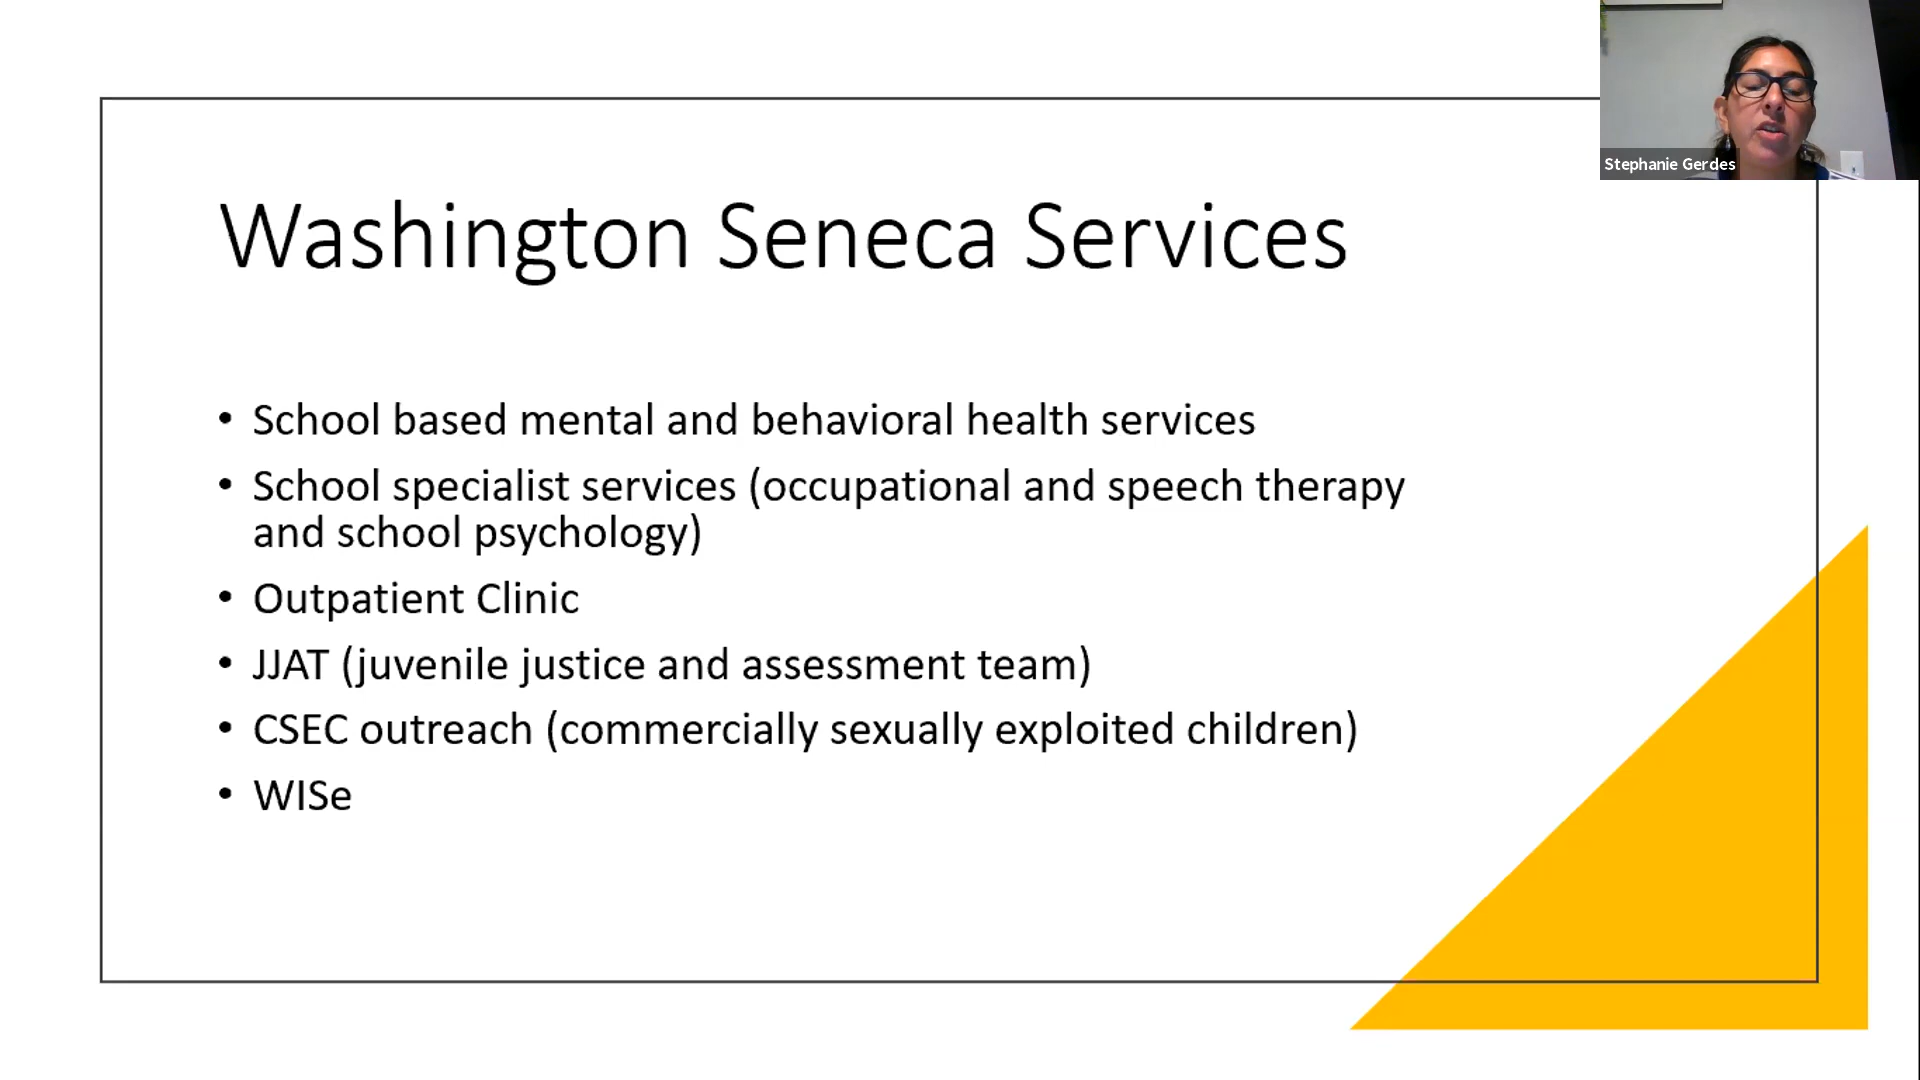 Stephanie Gerdes
Washington Seneca Services
• School based mental and behavioral health services
• School specialist services (occupational and speech therapy
and school psychology)
• Outpatient Clinic
• JJAT (juvenile justice and assessment team)
• CSEC outreach (commercially sexually exploited children)
• WISe